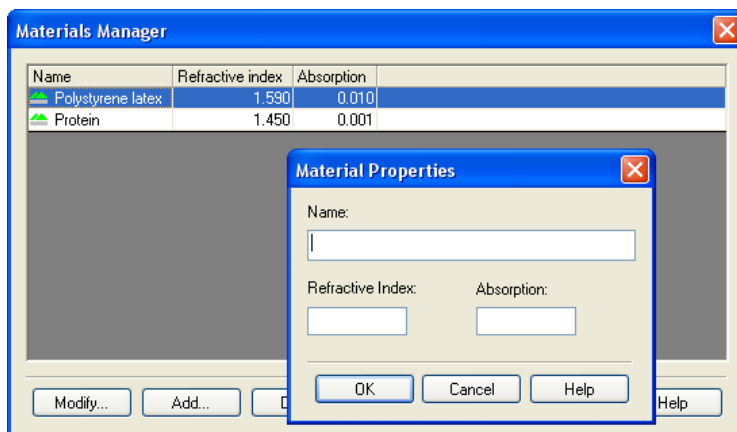 Materials Manager
Name Refractive index Absorption
Polystyrene latex 1.590 0.010
Protein 1.450 0.001
Material Properties
Name:
Refractive Index: Absorption:
OK Cancel Help
Modify... Add... Help